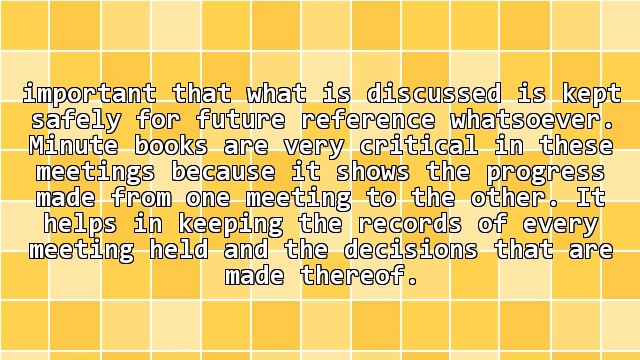 important that what is discussed is kept
safely for future reference whatsoever.
Minute books are very critical in these
meetings because it shows the progress
made from one meeting to the other. It
helps in keeping the records of every
meeting held and the decisions that are
made thereof.